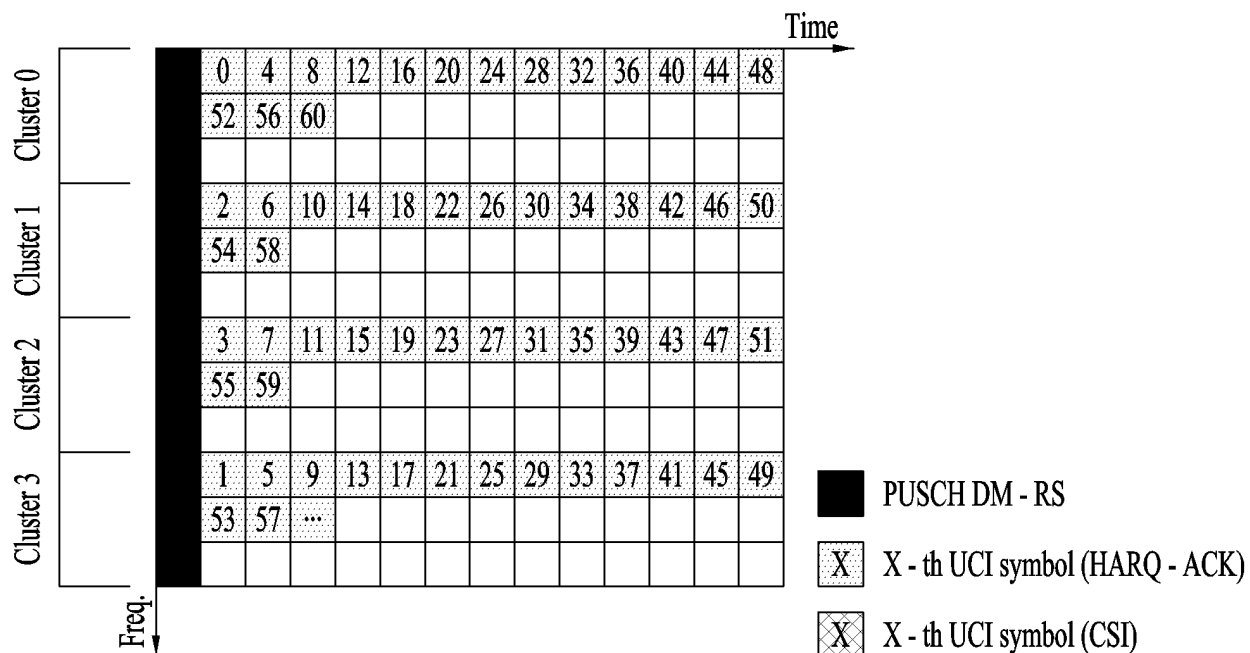 Time
Cluster 0
0 4 8 12 16 20 24 28 32 36 40 44 48
52 56 60
Cluster 1
2 6 10 14 18 22 26 30 34 38 42 46 50
54 58
Cluster 2
3 7 11 15 19 23 27 31 35 39 43 47 51
55 59
Cluster 3
1 5 9 13 17 21 25 29 33 37 41 45 49
53 57 ...
Freq.
PUSCH DM - RS
X X - th UCI symbol (HARQ - ACK)
X X - th UCI symbol (CSI)